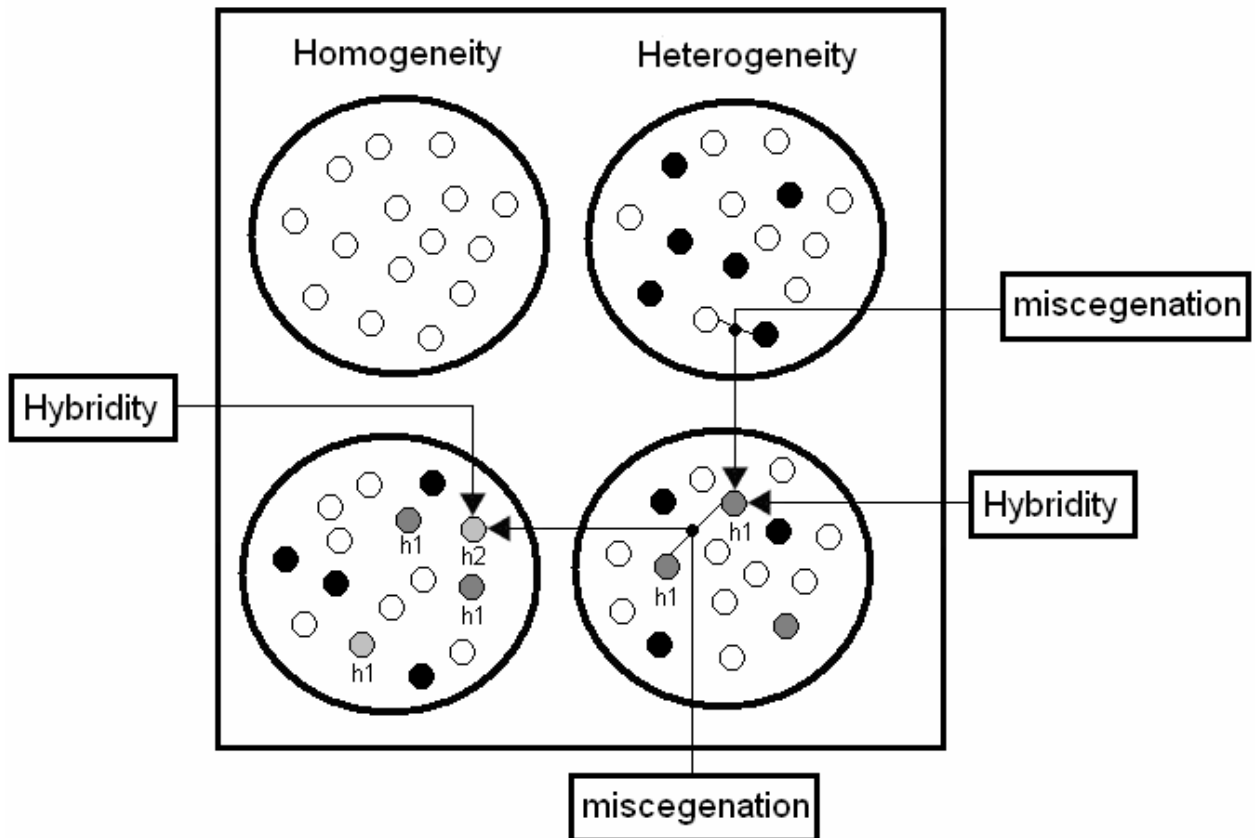 Homogeneity
Heterogeneity
miscegenation
Hybridity
Hybridity
h1
h2
h1
h1
h1
h1
miscegenation